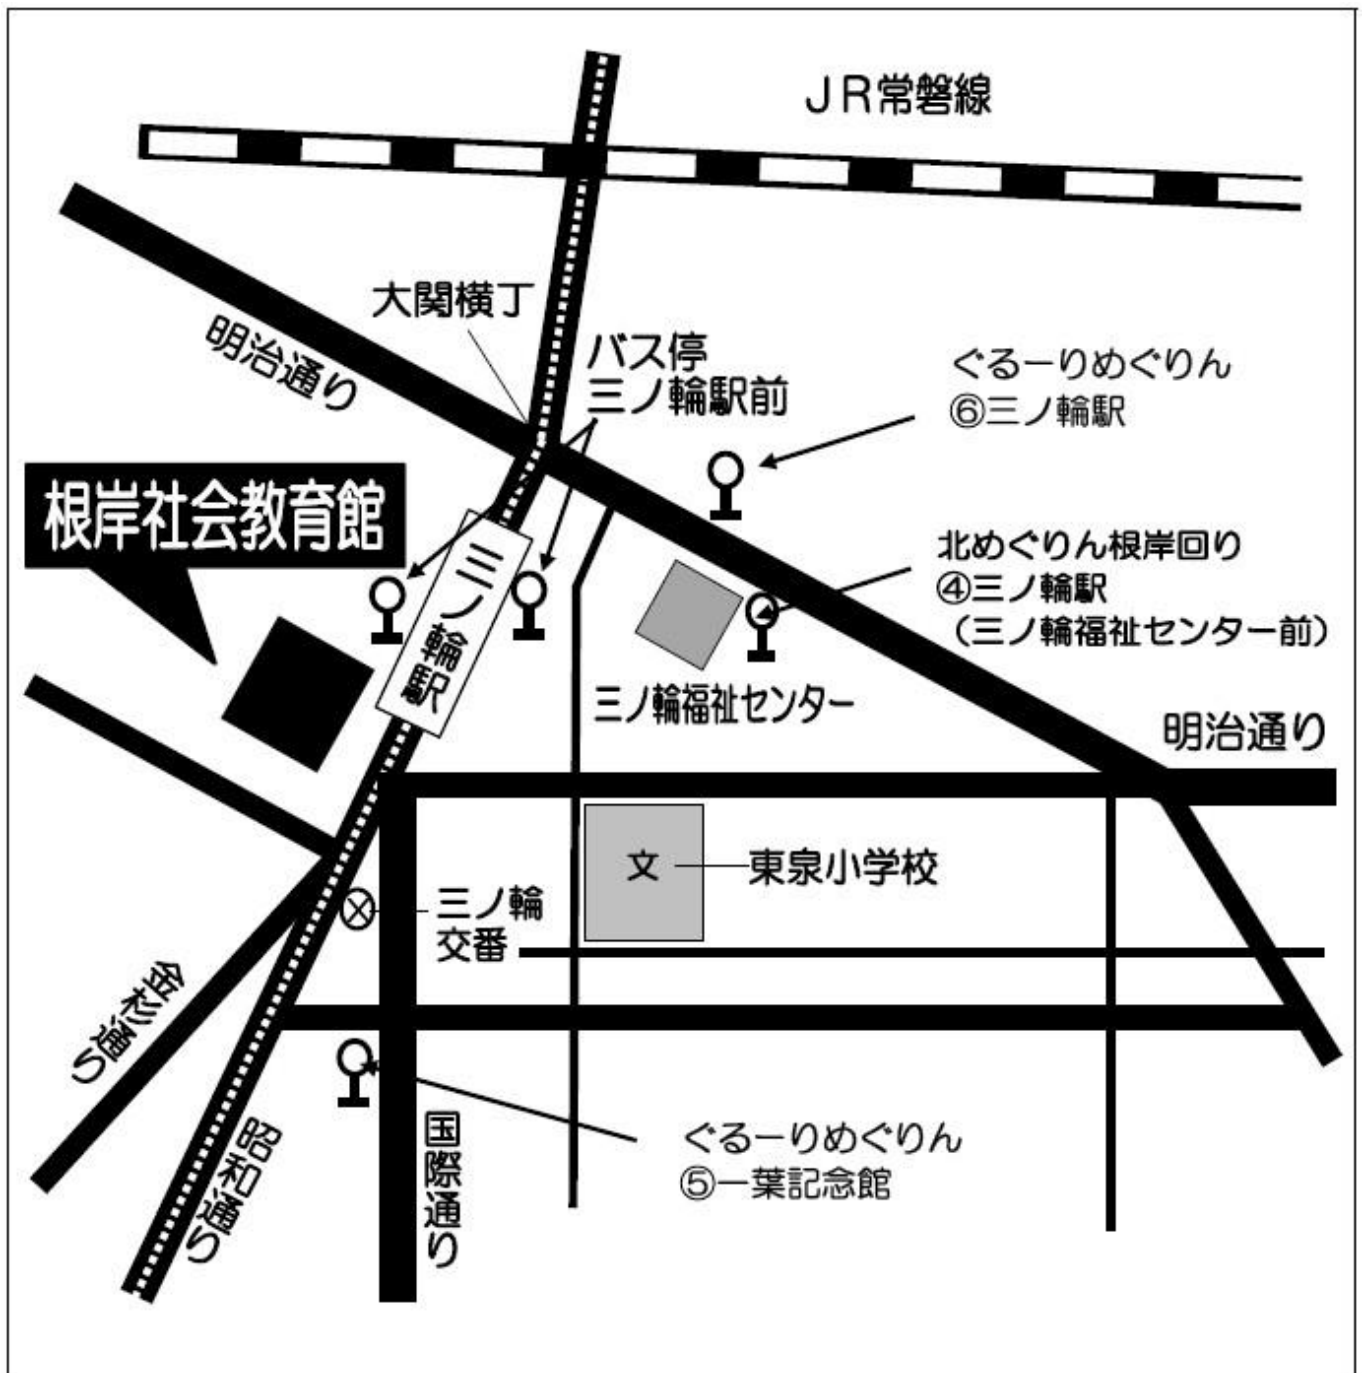 JR常磐線
大関横丁
明治通り
バス停
三ノ輪駅前
ぐるーりめぐりん
⑥三ノ輪駅
根岸社会教育館
三ノ輪駅
北めぐりん根岸回り
④三ノ輪駅
(三ノ輪福祉センター前)
三ノ輪福祉センター
明治通り
文
東泉小学校
三ノ輪
交番
金杉通り
昭和通り
国際通り
ぐるーりめぐりん
⑤一葉記念館